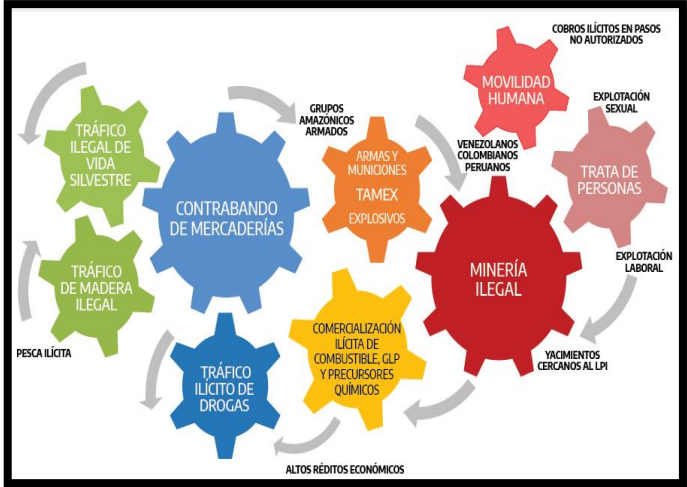 COBROS ILÍCITOS EN PASOS
NO AUTORIZADOS
MOVILIDAD
HUMANA
EXPLOTACIÓN
SEXUAL
GRUPOS
AMAZÓNICOS
ARMADOS
TRÁFICO
ILEGAL DE
VIDA
SILVESTRE
CONTRABANDO
DE MERCADERÍAS
ARMAS Y
MUNICIONES
TAMEX
EXPLOSIVOS
VENEZOLANOS
COLOMBIANOS
PERUANOS
TRATA DE
PERSONAS
TRÁFICO
DE MADERA
ILEGAL
MINERÍA
ILEGAL
EXPLOTACIÓN
LABORAL
PESCA ILÍCITA
TRÁFICO
ILÍCITO DE
DROGAS
COMERCIALIZACIÓN
ILÍCITA DE
COMBUSTIBLE, GLP
Y PRECURSORES
QUÍMICOS
YACIMIENTOS
CERCANOS AL LPI
ALTOS RÉDITOS ECONÓMICOS